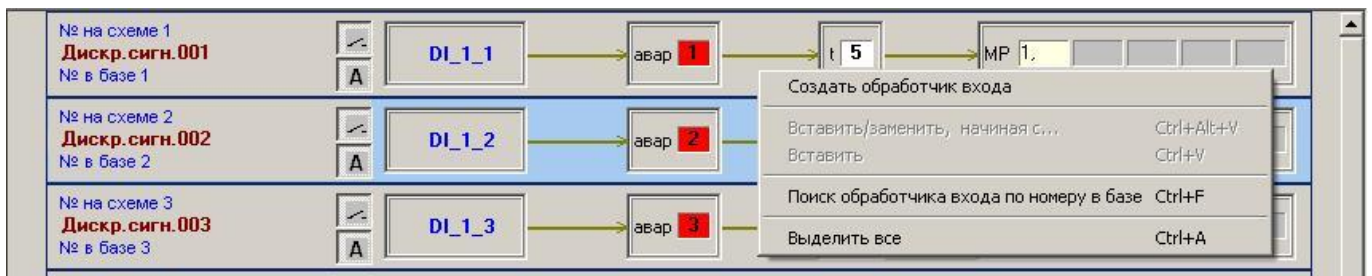 № на схеме 1
Дискр.сигн.001
№ в базе 1
A
DI_1_1
авар 1
t 5
МР 1,
№ на схеме 2
Дискр.сигн.002
№ в базе 2
A
DI_1_2
авар 2
№ на схеме 3
Дискр.сигн.003
№ в базе 3
A
DI_1_3
авар 3
Создать обработчик входа
Вставить/заменить, начиная с... Ctrl+Alt+V
Вставить Ctrl+V
Поиск обработчика входа по номеру в базе Ctrl+F
Выделить все Ctrl+A